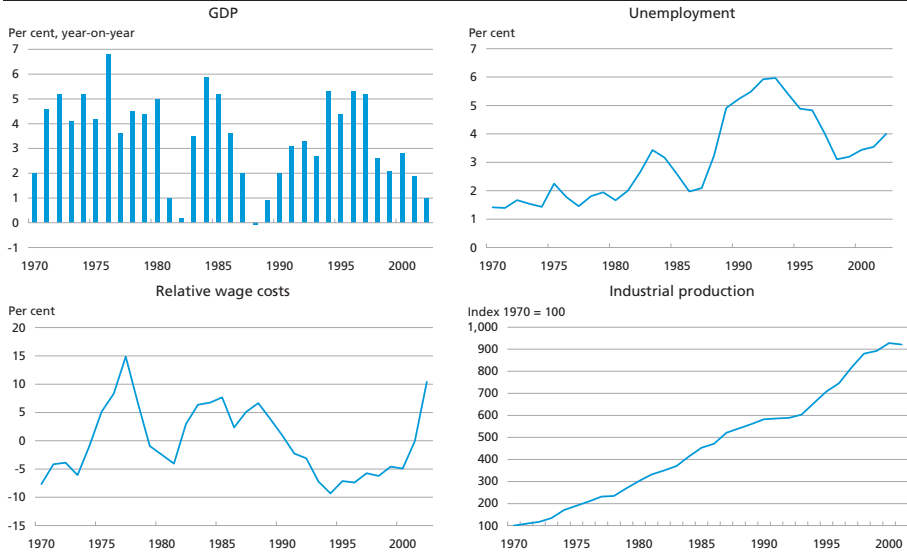 GDP
Per cent, year-on-year
7
6
5
4
3
2
1
0
-1
1970 1975 1980 1985 1990 1995 2000
Unemployment
Per cent
7
6
5
4
3
2
1
0
1970 1975 1980 1985 1990 1995 2000
Relative wage costs
Per cent
20
15
10
5
0
-5
-10
-15
1970 1975 1980 1985 1990 1995 2000
Industrial production
Index 1970 = 100
1,000
900
800
700
600
500
400
300
200
100
1970 1975 1980 1985 1990 1995 2000